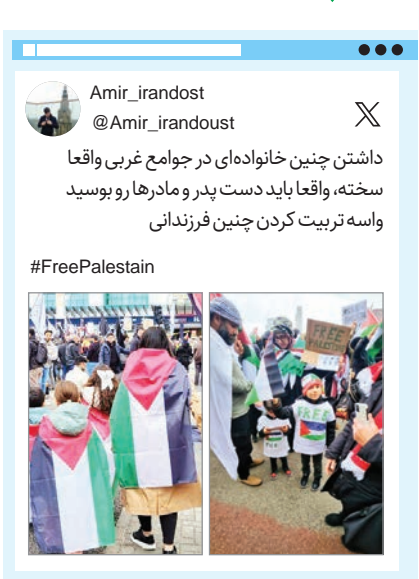 Amir_irandost
@Amir_irandoust
داشتن چنین خانواده‌ای در جوامع غربی واقعا
سخته، واقعا باید دست پدر و مادرها رو بوسید
واسه تربیت کردن چنین فرزندانی
#FreePalestain
FREE
PALESTINE
FREE